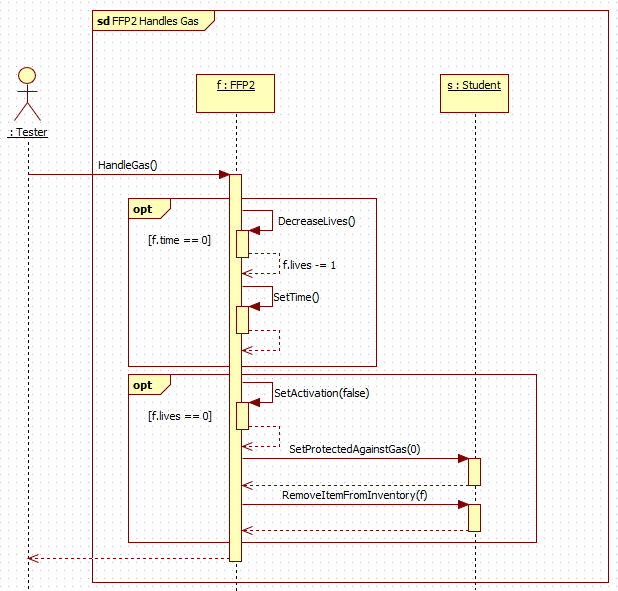 sd FFP2 Handles Gas
f : FFP2
s : Student
: Tester
HandleGas()
opt
DecreaseLives()
[f.time == 0]
f.lives -= 1
SetTime()
opt
SetActivation(false)
[f.lives == 0]
SetProtectedAgainstGas(0)
RemoveItemFromInventory(f)